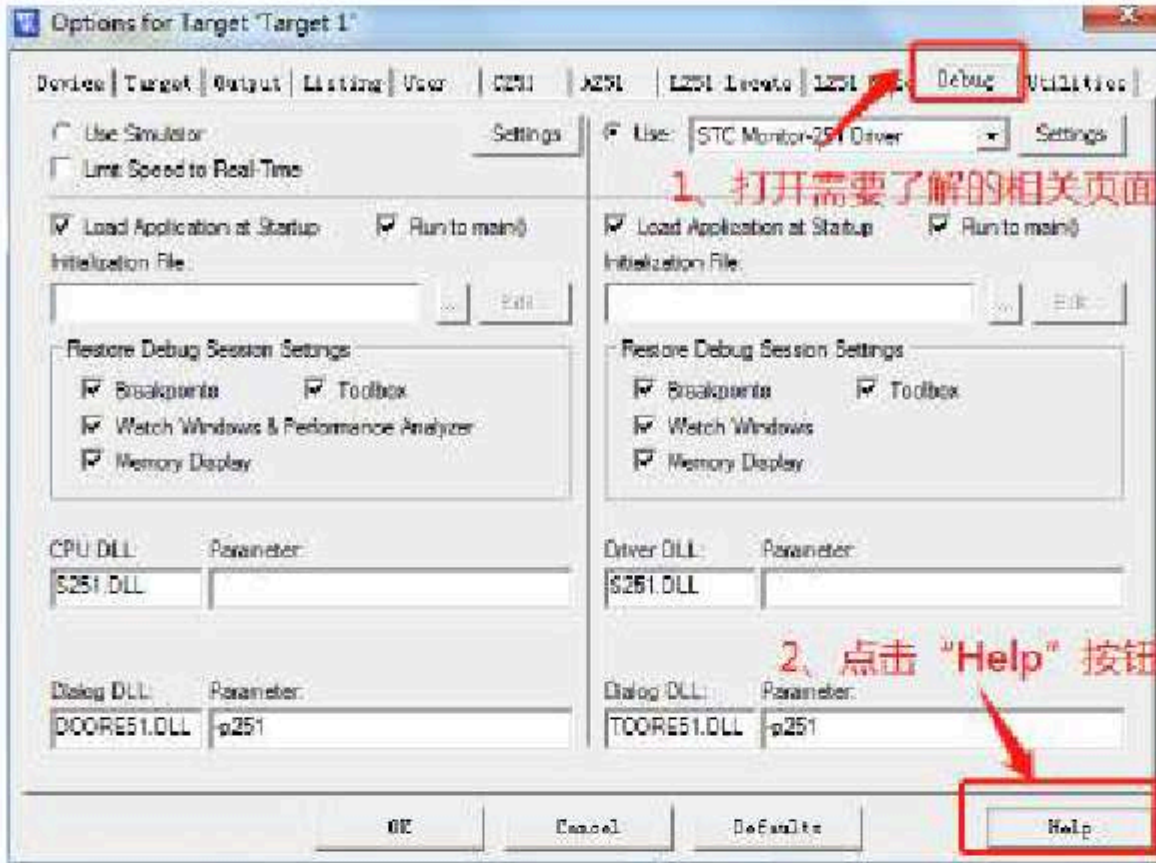 Options for Target 'Target 1'
Device Target Output Listing User C251 A251 L251 Locate L251 Debug Utilities
Use Simulator Settings Use: STC Monitor-251 Driver Settings
Limit Speed to Real-Time
1、打开需要了解的相关页面
Load Application at Startup Run to main() Load Application at Startup Run to main()
Initialization File: Initialization File:
... Edit... ... Edit...
Restore Debug Session Settings Restore Debug Session Settings
Breakpoints Toolbox Breakpoints Toolbox
Watch Windows & Performance Analyzer Watch Windows
Memory Display Memory Display
CPU DLL: Parameter: Driver DLL: Parameter:
S251.DLL S251.DLL
2、点击 “Help” 按钮
Dialog DLL: Parameter: Dialog DLL: Parameter:
DCORE51.DLL -p251 TCORE51.DLL -p251
OK Cancel Defaults Help